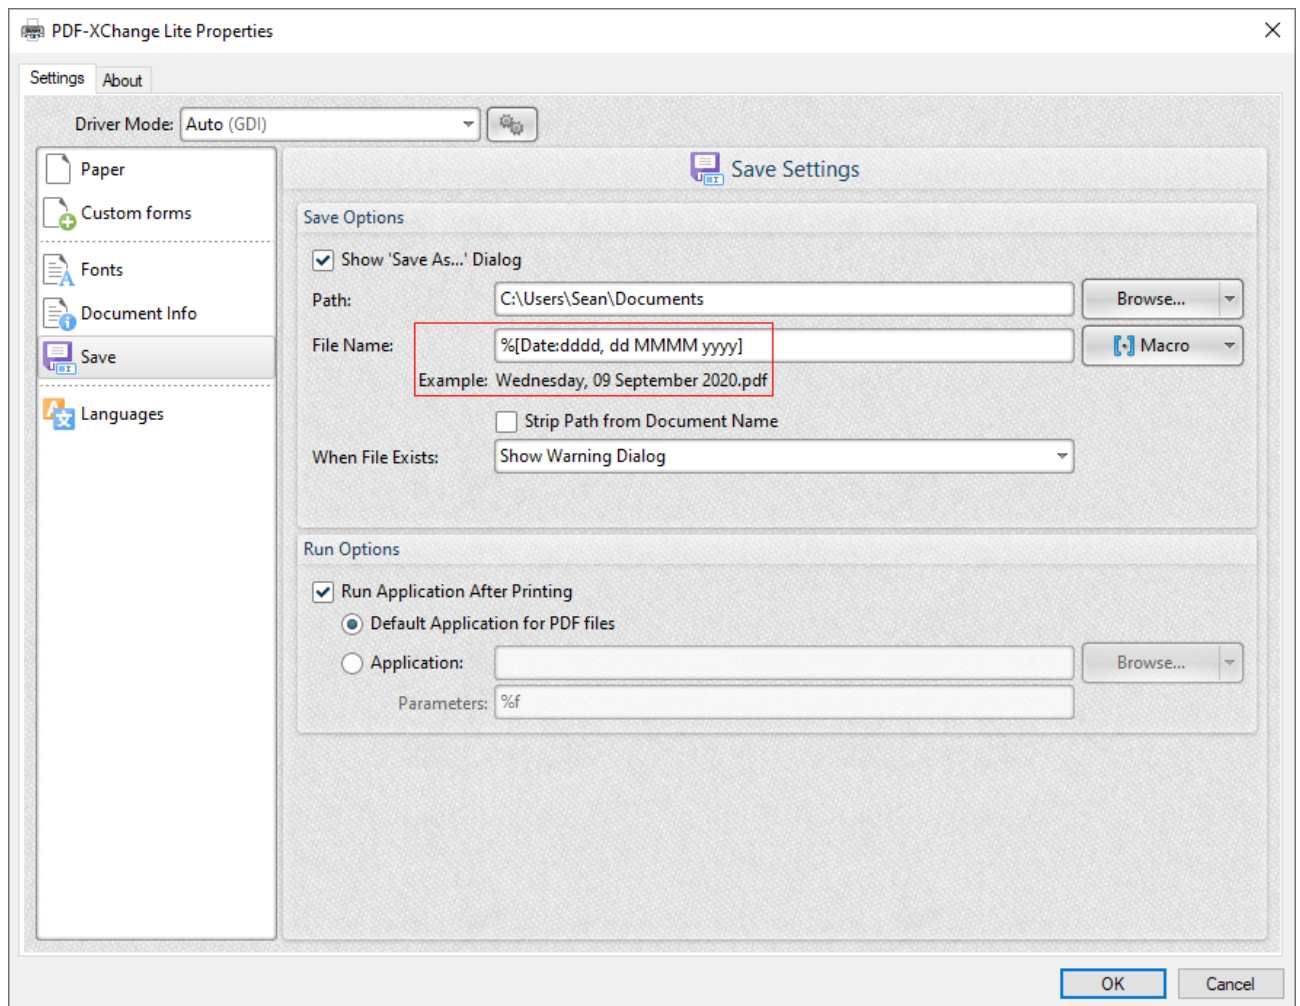 PDF-XChange Lite Properties
Settings About
Driver Mode: Auto (GDI)
Paper
Custom forms
Fonts
Document Info
Save
Languages
Save Settings
Save Options
Show 'Save As...' Dialog
Path: C:\Users\Sean\Documents Browse...
File Name: %[Date:dddd, dd MMMM yyyy] Macro
Example: Wednesday, 09 September 2020.pdf
Strip Path from Document Name
When File Exists: Show Warning Dialog
Run Options
Run Application After Printing
Default Application for PDF files
Application: Browse...
Parameters: %f
OK Cancel